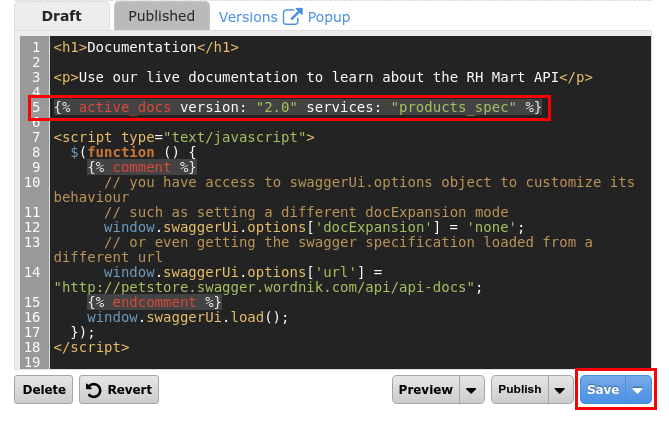 Draft Published Versions Popup
1 <h1>Documentation</h1>
2
3 <p>Use our live documentation to learn about the RH Mart API</p>
4
5 {% active_docs version: "2.0" services: "products_spec" %}
6
7 <script type="text/javascript">
8 $(function () {
9 {% comment %}
10 // you have access to swaggerUi.options object to customize its
behaviour
11 // such as setting a different docExpansion mode
12 window.swaggerUi.options['docExpansion'] = 'none';
13 // or even getting the swagger specification loaded from a
different url
14 window.swaggerUi.options['url'] =
"http://petstore.swagger.wordnik.com/api/api-docs";
15 {% endcomment %}
16 window.swaggerUi.load();
17 });
18 </script>
19
Delete Revert Preview Publish Save